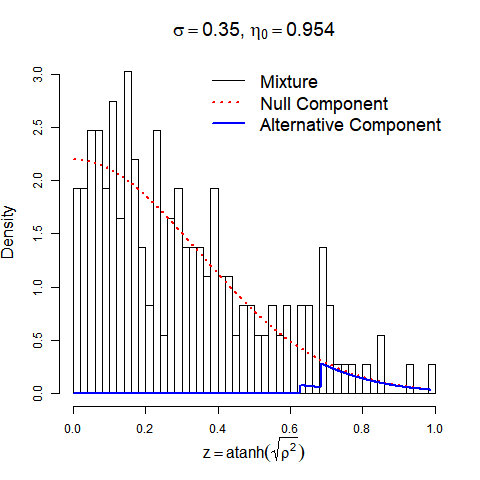 σ = 0.35, η₀ = 0.954
Mixture
Null Component
Alternative Component
Density
3.0
2.5
2.0
1.5
1.0
0.5
0.0
0.0 0.2 0.4 0.6 0.8 1.0
z = atanh(√ρ²)